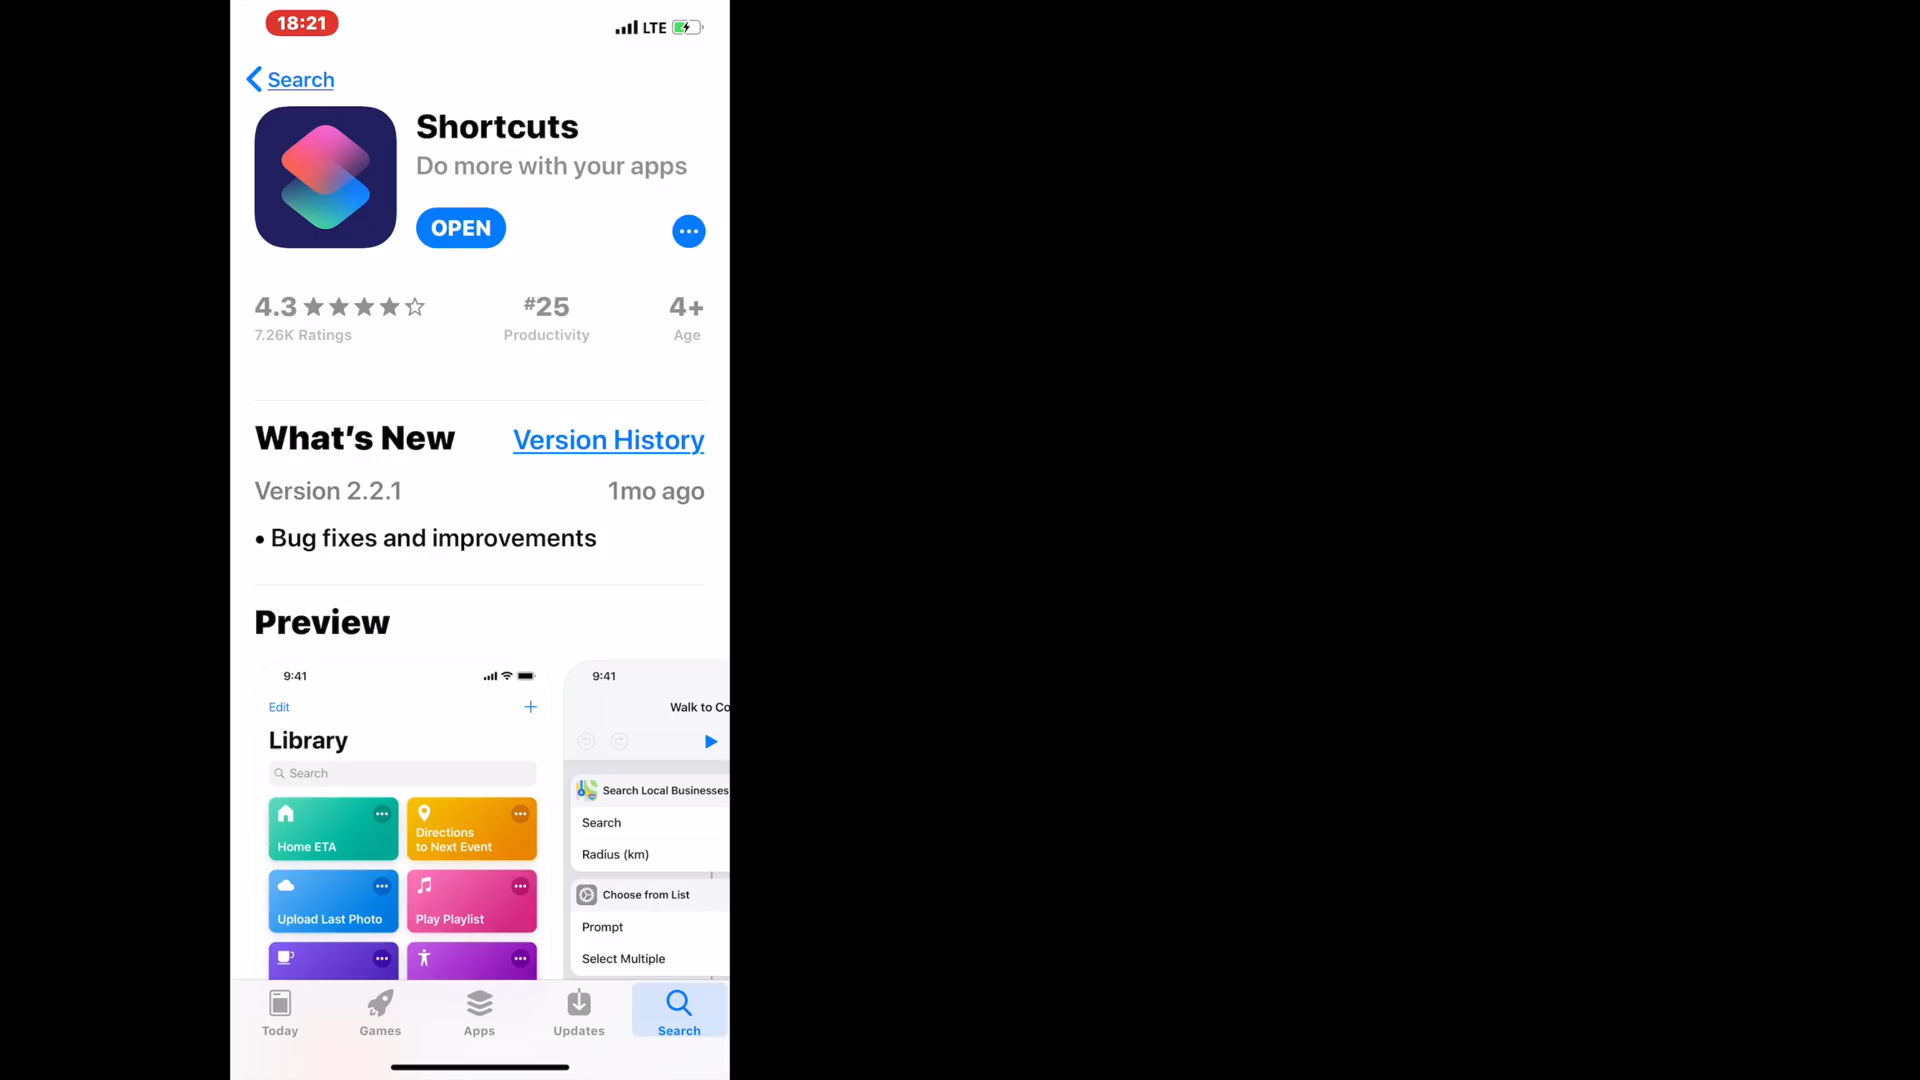 18:21
LTE
Search
Shortcuts
Do more with your apps
OPEN
4.3
#25
4+
7.26K Ratings
Productivity
Age
What's New
Version History
Version 2.2.1
1mo ago
• Bug fixes and improvements
Preview
9:41
Edit
Library
Search
Home ETA
Directions
to Next Event
Upload Last Photo
Play Playlist
9:41
Walk to Co
Search Local Businesses
Search
Radius (km)
Choose from List
Prompt
Select Multiple
Today
Games
Apps
Updates
Search